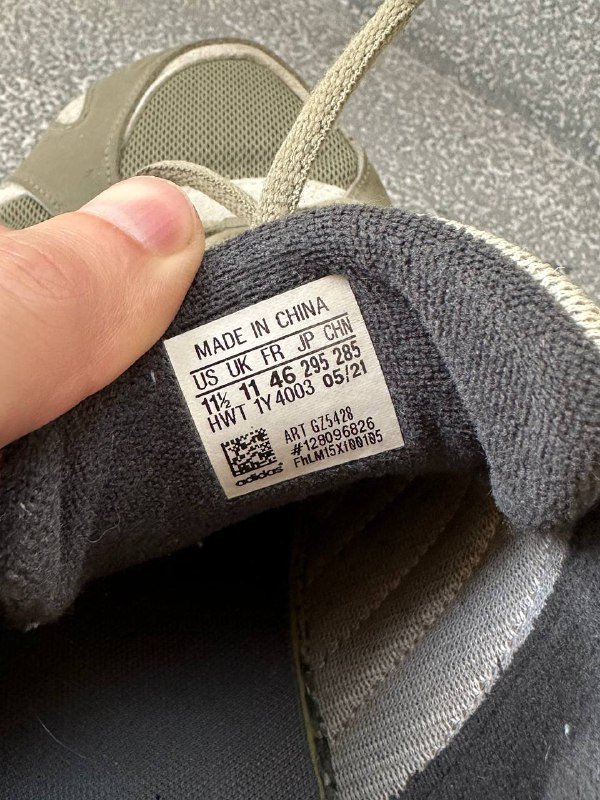 MADE IN CHINA
US UK FR JP CHN
11½ 11 46 295 285
HWT 1Y4003 05/21
ART GZ5428
#128096826
FHLM15X100105
adidas